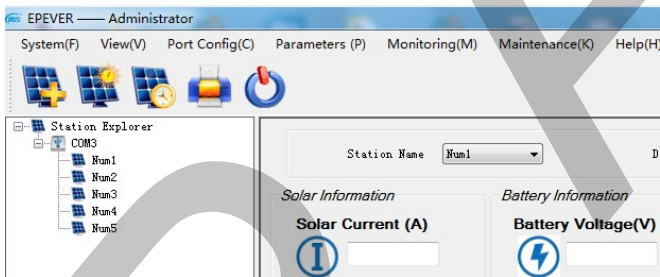 EPEVER —— Administrator
System(F) View(V) Port Config(C) Parameters (P) Monitoring(M) Maintenance(K) Help(H)
Station Explorer
COM3
Num1
Num2
Num3
Num4
Num5
Station Name Num1 D
Solar Information Battery Information
Solar Current (A) Battery Voltage(V)